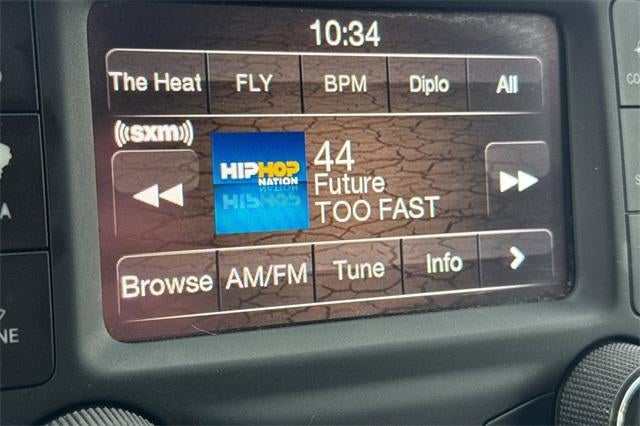 10:34
The Heat FLY BPM Diplo All
((sxm))
HIPHOP
NATION
44
Future
TOO FAST
Browse AM/FM Tune Info